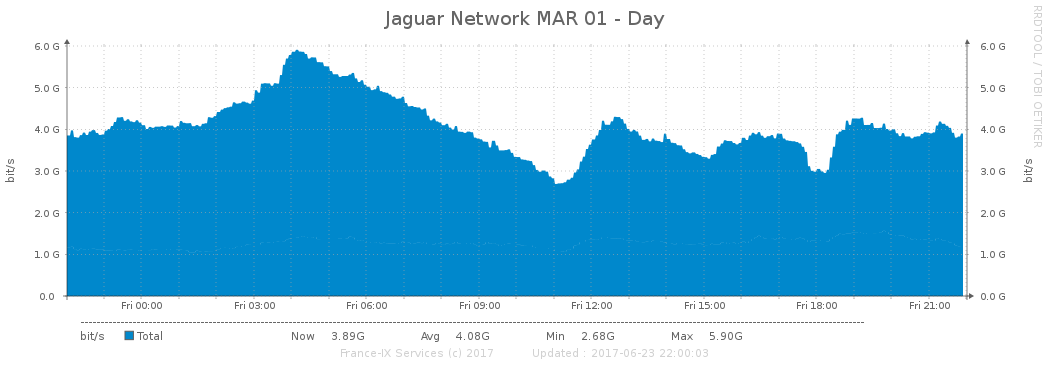 Jaguar Network MAR 01 - Day
RRDTOOL / TOBI OETIKER
bit/s
6.0 G 6.0 G
5.0 G 5.0 G
4.0 G 4.0 G
3.0 G 3.0 G
2.0 G 2.0 G
1.0 G 1.0 G
0.0 0.0 G
bit/s
Fri 00:00 Fri 03:00 Fri 06:00 Fri 09:00 Fri 12:00 Fri 15:00 Fri 18:00 Fri 21:00
bit/s Total Now 3.89G Avg 4.08G Min 2.68G Max 5.90G
France-IX Services (c) 2017 Updated : 2017-06-23 22:00:03